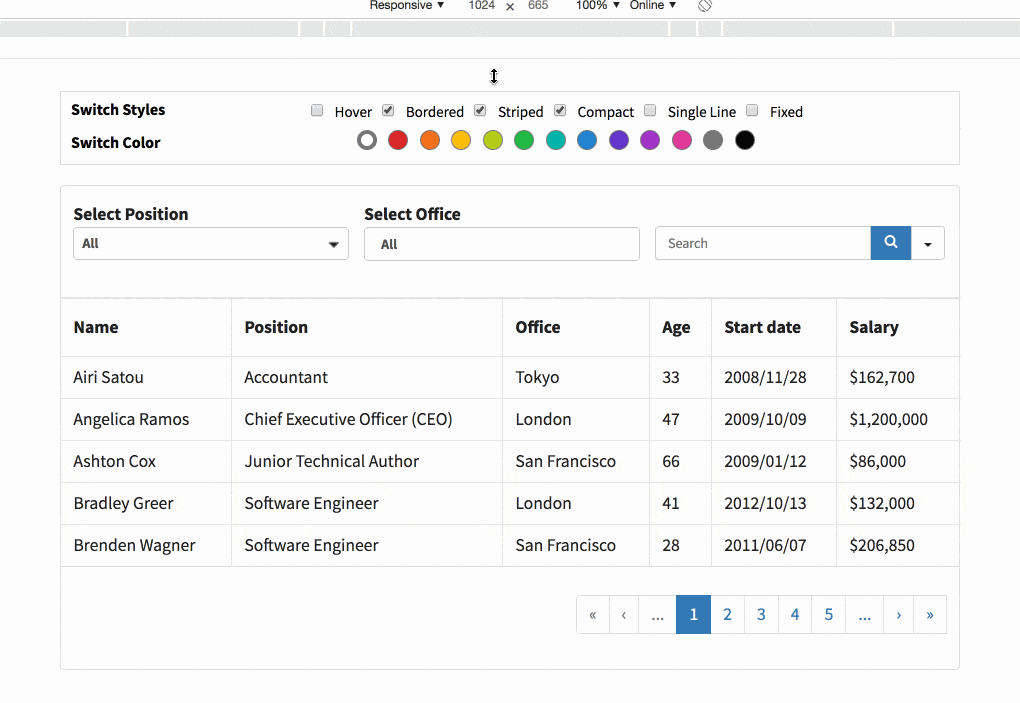 Responsive ▼ 1024 × 665 100% ▼ Online ▼
Switch Styles Hover Bordered Striped Compact Single Line Fixed
Switch Color
Select Position Select Office
All All Search
Name Position Office Age Start date Salary
Airi Satou Accountant Tokyo 33 2008/11/28 $162,700
Angelica Ramos Chief Executive Officer (CEO) London 47 2009/10/09 $1,200,000
Ashton Cox Junior Technical Author San Francisco 66 2009/01/12 $86,000
Bradley Greer Software Engineer London 41 2012/10/13 $132,000
Brenden Wagner Software Engineer San Francisco 28 2011/06/07 $206,850
« ‹ ... 1 2 3 4 5 ... › »